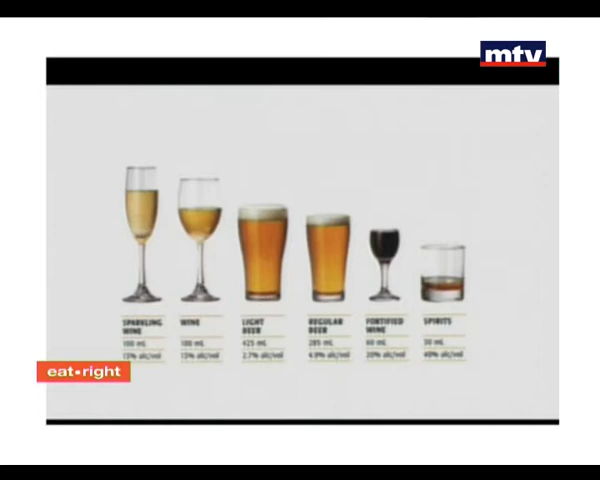 mtv
SPARKLING WINE
100 mL
13% alc/vol
WINE
100 mL
13% alc/vol
LIGHT BEER
425 mL
2.7% alc/vol
REGULAR BEER
285 mL
4.9% alc/vol
FORTIFIED WINE
60 mL
20% alc/vol
SPIRITS
30 mL
40% alc/vol
eat•right